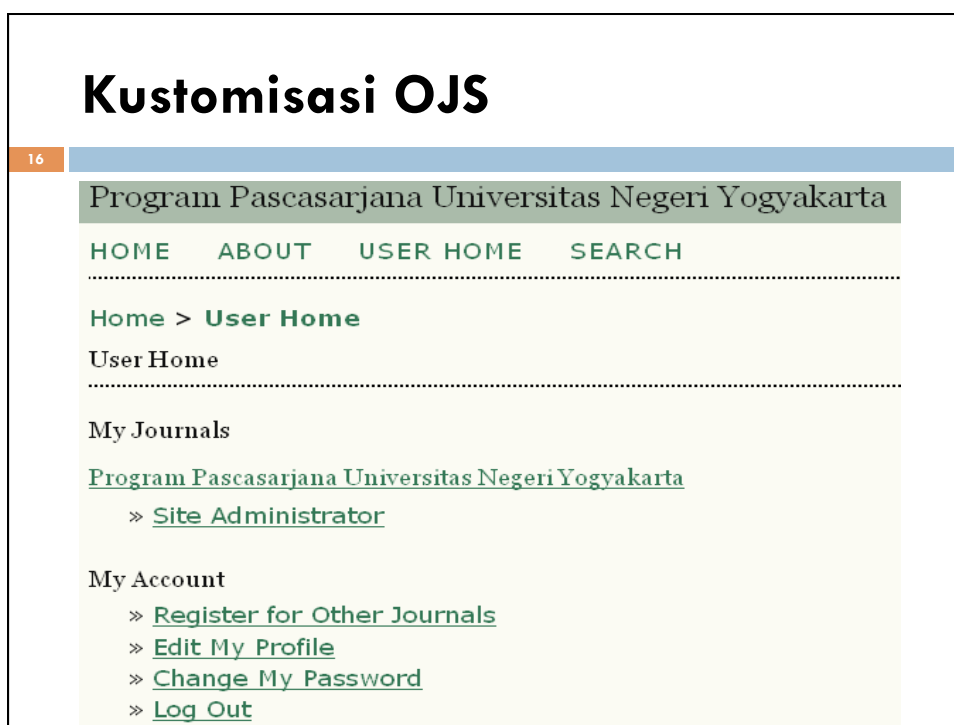 Kustomisasi OJS
16
Program Pascasarjana Universitas Negeri Yogyakarta
HOME ABOUT USER HOME SEARCH
Home > User Home
User Home
My Journals
Program Pascasarjana Universitas Negeri Yogyakarta
» Site Administrator
My Account
» Register for Other Journals
» Edit My Profile
» Change My Password
» Log Out